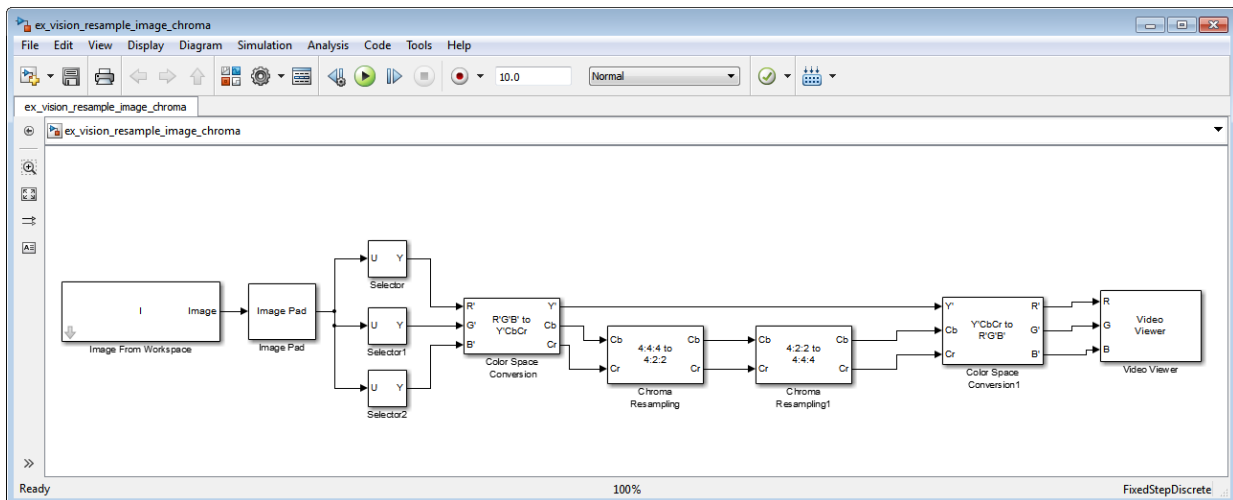 ex_vision_resample_image_chroma
File Edit View Display Diagram Simulation Analysis Code Tools Help
10.0 Normal
ex_vision_resample_image_chroma
ex_vision_resample_image_chroma
I
Image
Image From Workspace
Image Pad
Image Pad
U Y
Selector
U Y
Selector1
U Y
Selector2
R' Y'
G' Cb
B' Cr
R'G'B' to
Y'CbCr
Color Space
Conversion
Cb Cb
Cr Cr
4:4:4 to
4:2:2
Chroma
Resampling
Cb Cb
Cr Cr
4:2:2 to
4:4:4
Chroma
Resampling1
Y' R'
Cb G'
Cr B'
Y'CbCr to
R'G'B'
Color Space
Conversion1
R
G
B
Video
Viewer
Video Viewer
Ready 100% FixedStepDiscrete